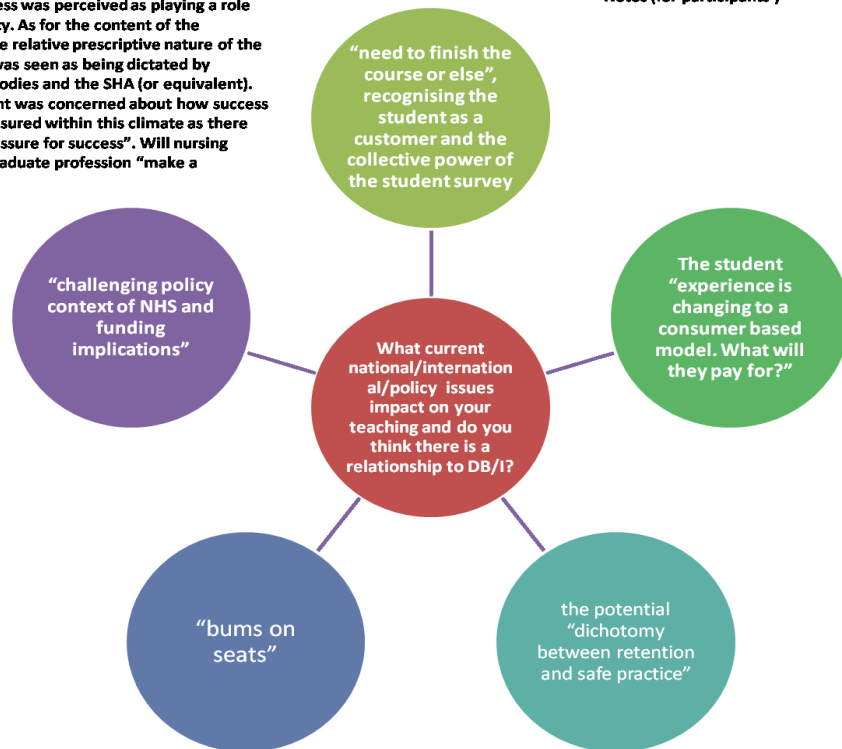 ess was perceived as playing a role
ty. As for the content of the
e relative prescriptive nature of the
was seen as being dictated by
odies and the SHA (or equivalent).
nt was concerned about how success
sured within this climate as there
ssure for success”. Will nursing
raduate profession “make a
“need to finish the
course or else”,
recognising the
student as a
customer and the
collective power of
the student survey
“challenging policy
context of NHS and
funding
implications”
The student
“experience is
changing to a
consumer based
model. What will
they pay for?”
What current
national/internation
al/policy issues
impact on your
teaching and do you
think there is a
relationship to DB/I?
“bums on
seats”
the potential
“dichotomy
between retention
and safe practice”